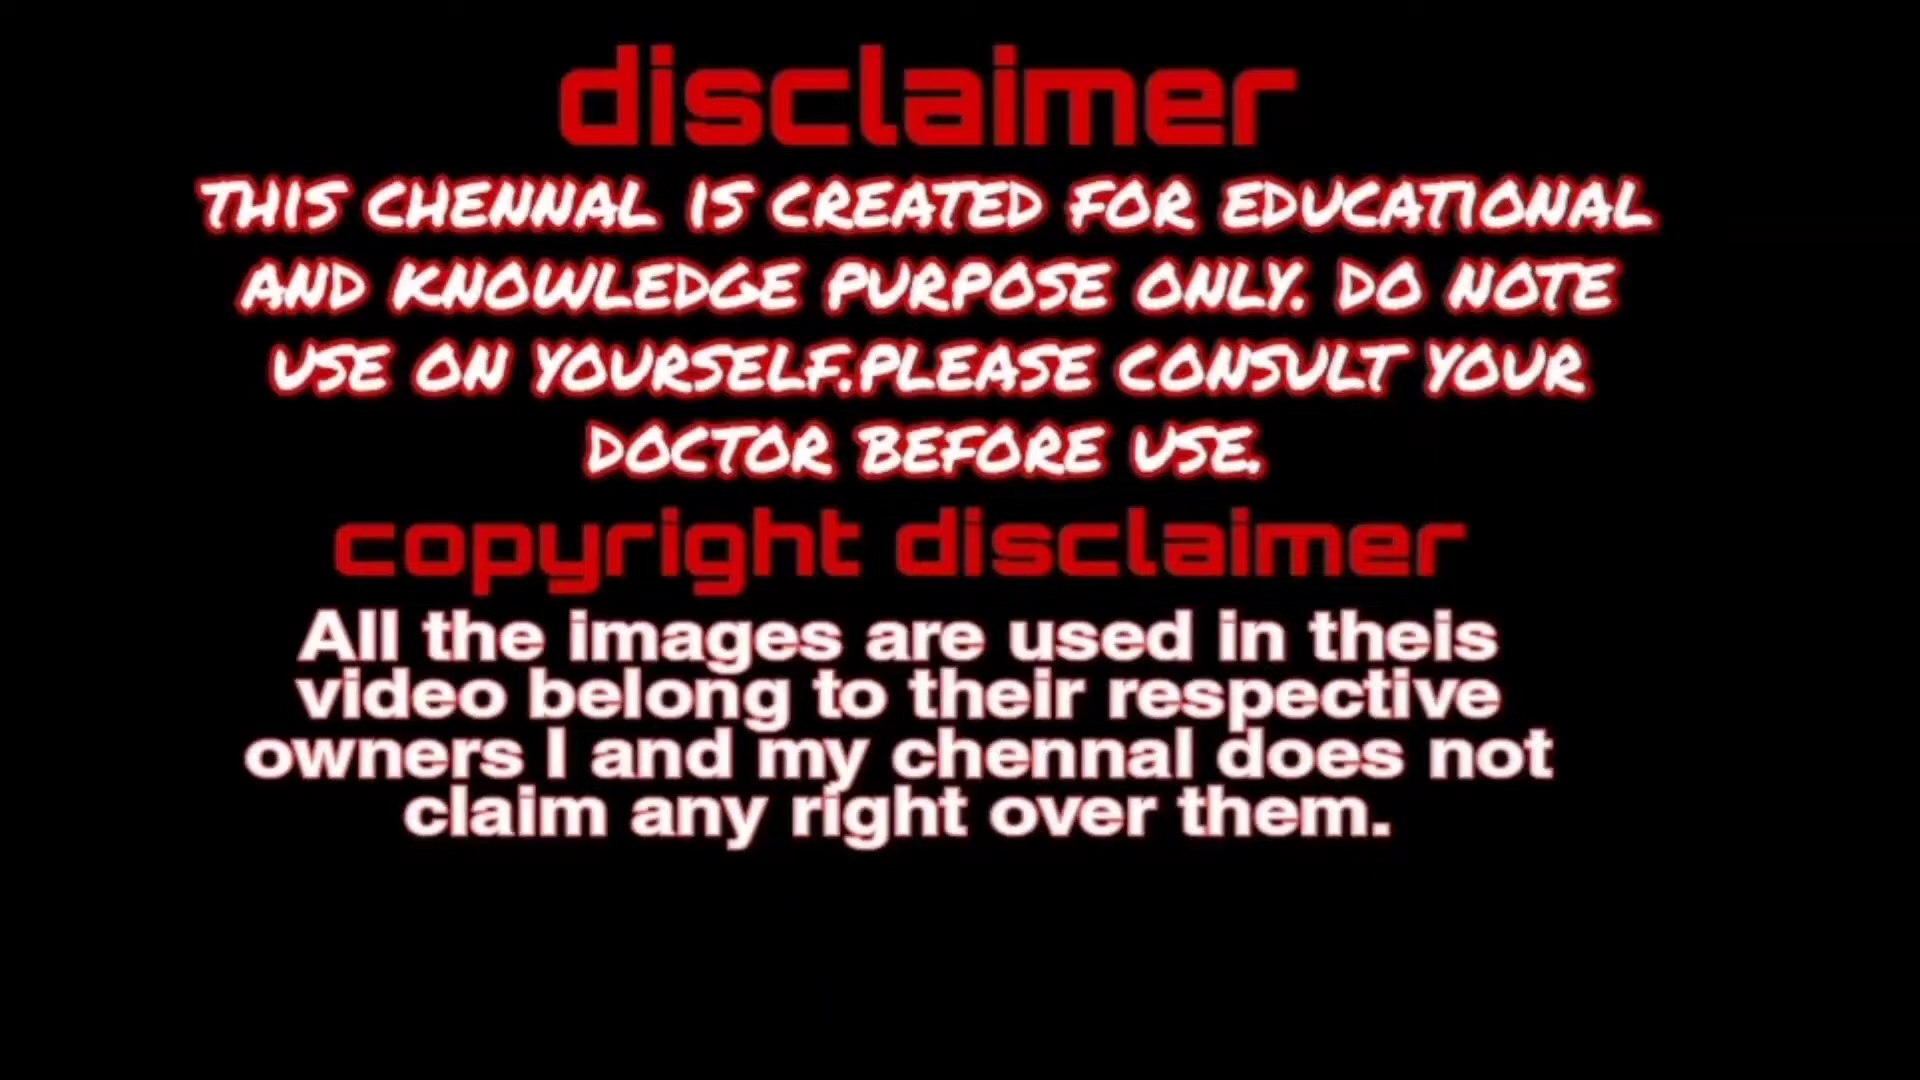 disclaimer
THIS CHENNAL IS CREATED FOR EDUCATIONAL
AND KNOWLEDGE PURPOSE ONLY. DO NOTE
USE ON YOURSELF.PLEASE CONSULT YOUR
DOCTOR BEFORE USE.
copyright disclaimer
All the images are used in theis
video belong to their respective
owners I and my chennal does not
claim any right over them.